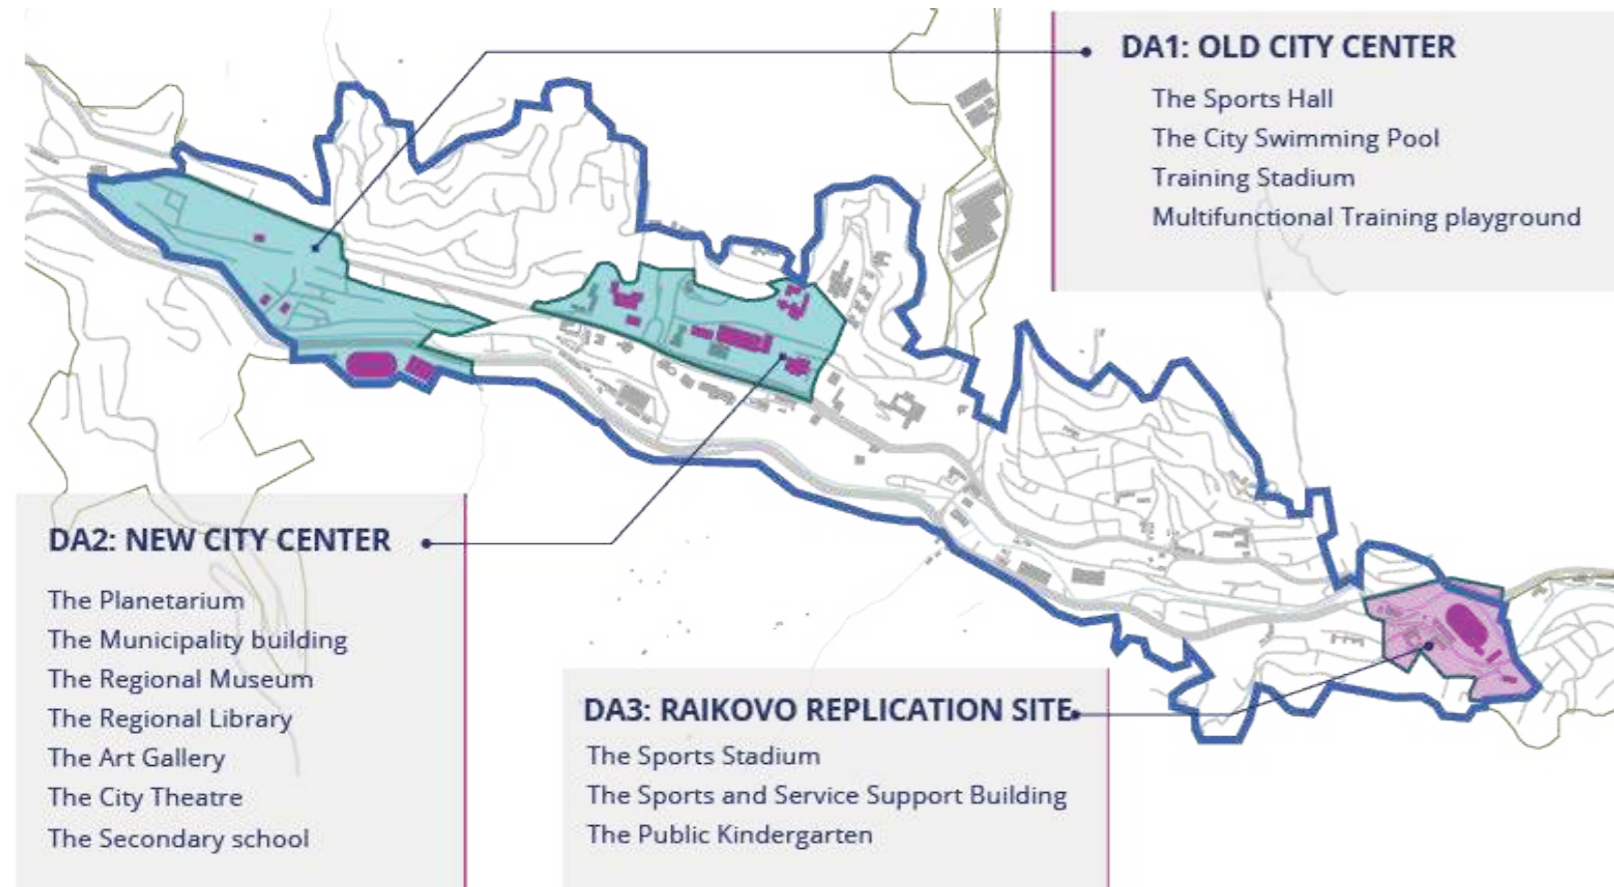 DA1: OLD CITY CENTER
The Sports Hall
The City Swimming Pool
Training Stadium
Multifunctional Training playground
DA2: NEW CITY CENTER
The Planetarium
The Municipality building
The Regional Museum
The Regional Library
The Art Gallery
The City Theatre
The Secondary school
DA3: RAIKOVO REPLICATION SITE
The Sports Stadium
The Sports and Service Support Building
The Public Kindergarten